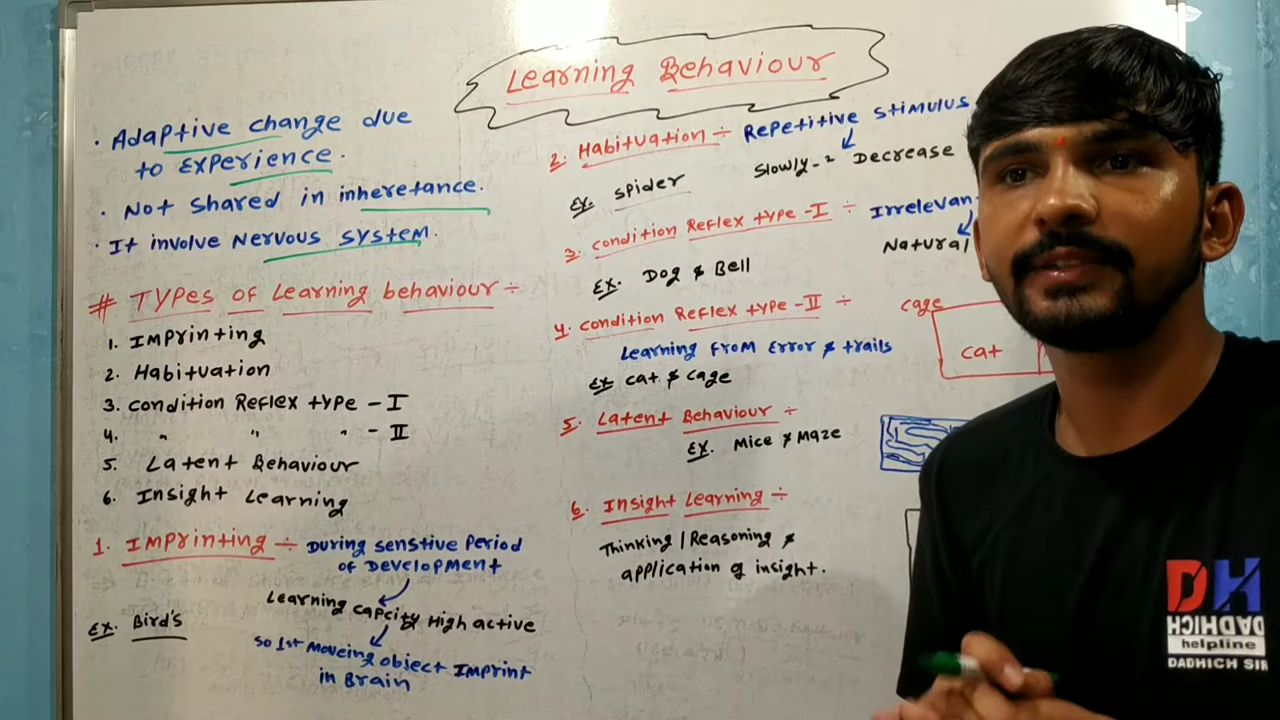 Learning Behaviour
• Adaptive change due
to Experience.
• Not shared in inheretance.
• It involve Nervous system.
# Types of Learning behaviour ÷
1. Imprinting
2. Habituation
3. condition Reflex type - I
4. " " " - II
5. Latent Behaviour
6. Insight Learning
1. Imprinting ÷ During senstive Period
of Development
Learning capcity High active
so 1st moveing object Imprint
in Brain
Ex. Bird's
2. Habituation ÷ Repetitive stimulus
slowly-2 Decrease
Ex. spider
3. condition Reflex type - I ÷ Irrelevan
Natural
Ex. Dog & Bell
4. condition Reflex type - II ÷
Learning from Error & trails
Ex cat & cage
cage
cat
5. Latent Behaviour ÷
Ex. Mice & Maze
6. Insight Learning ÷
Thinking / Reasoning &
application of insight.
DH
DADHICH
helpline
DADHICH SIR